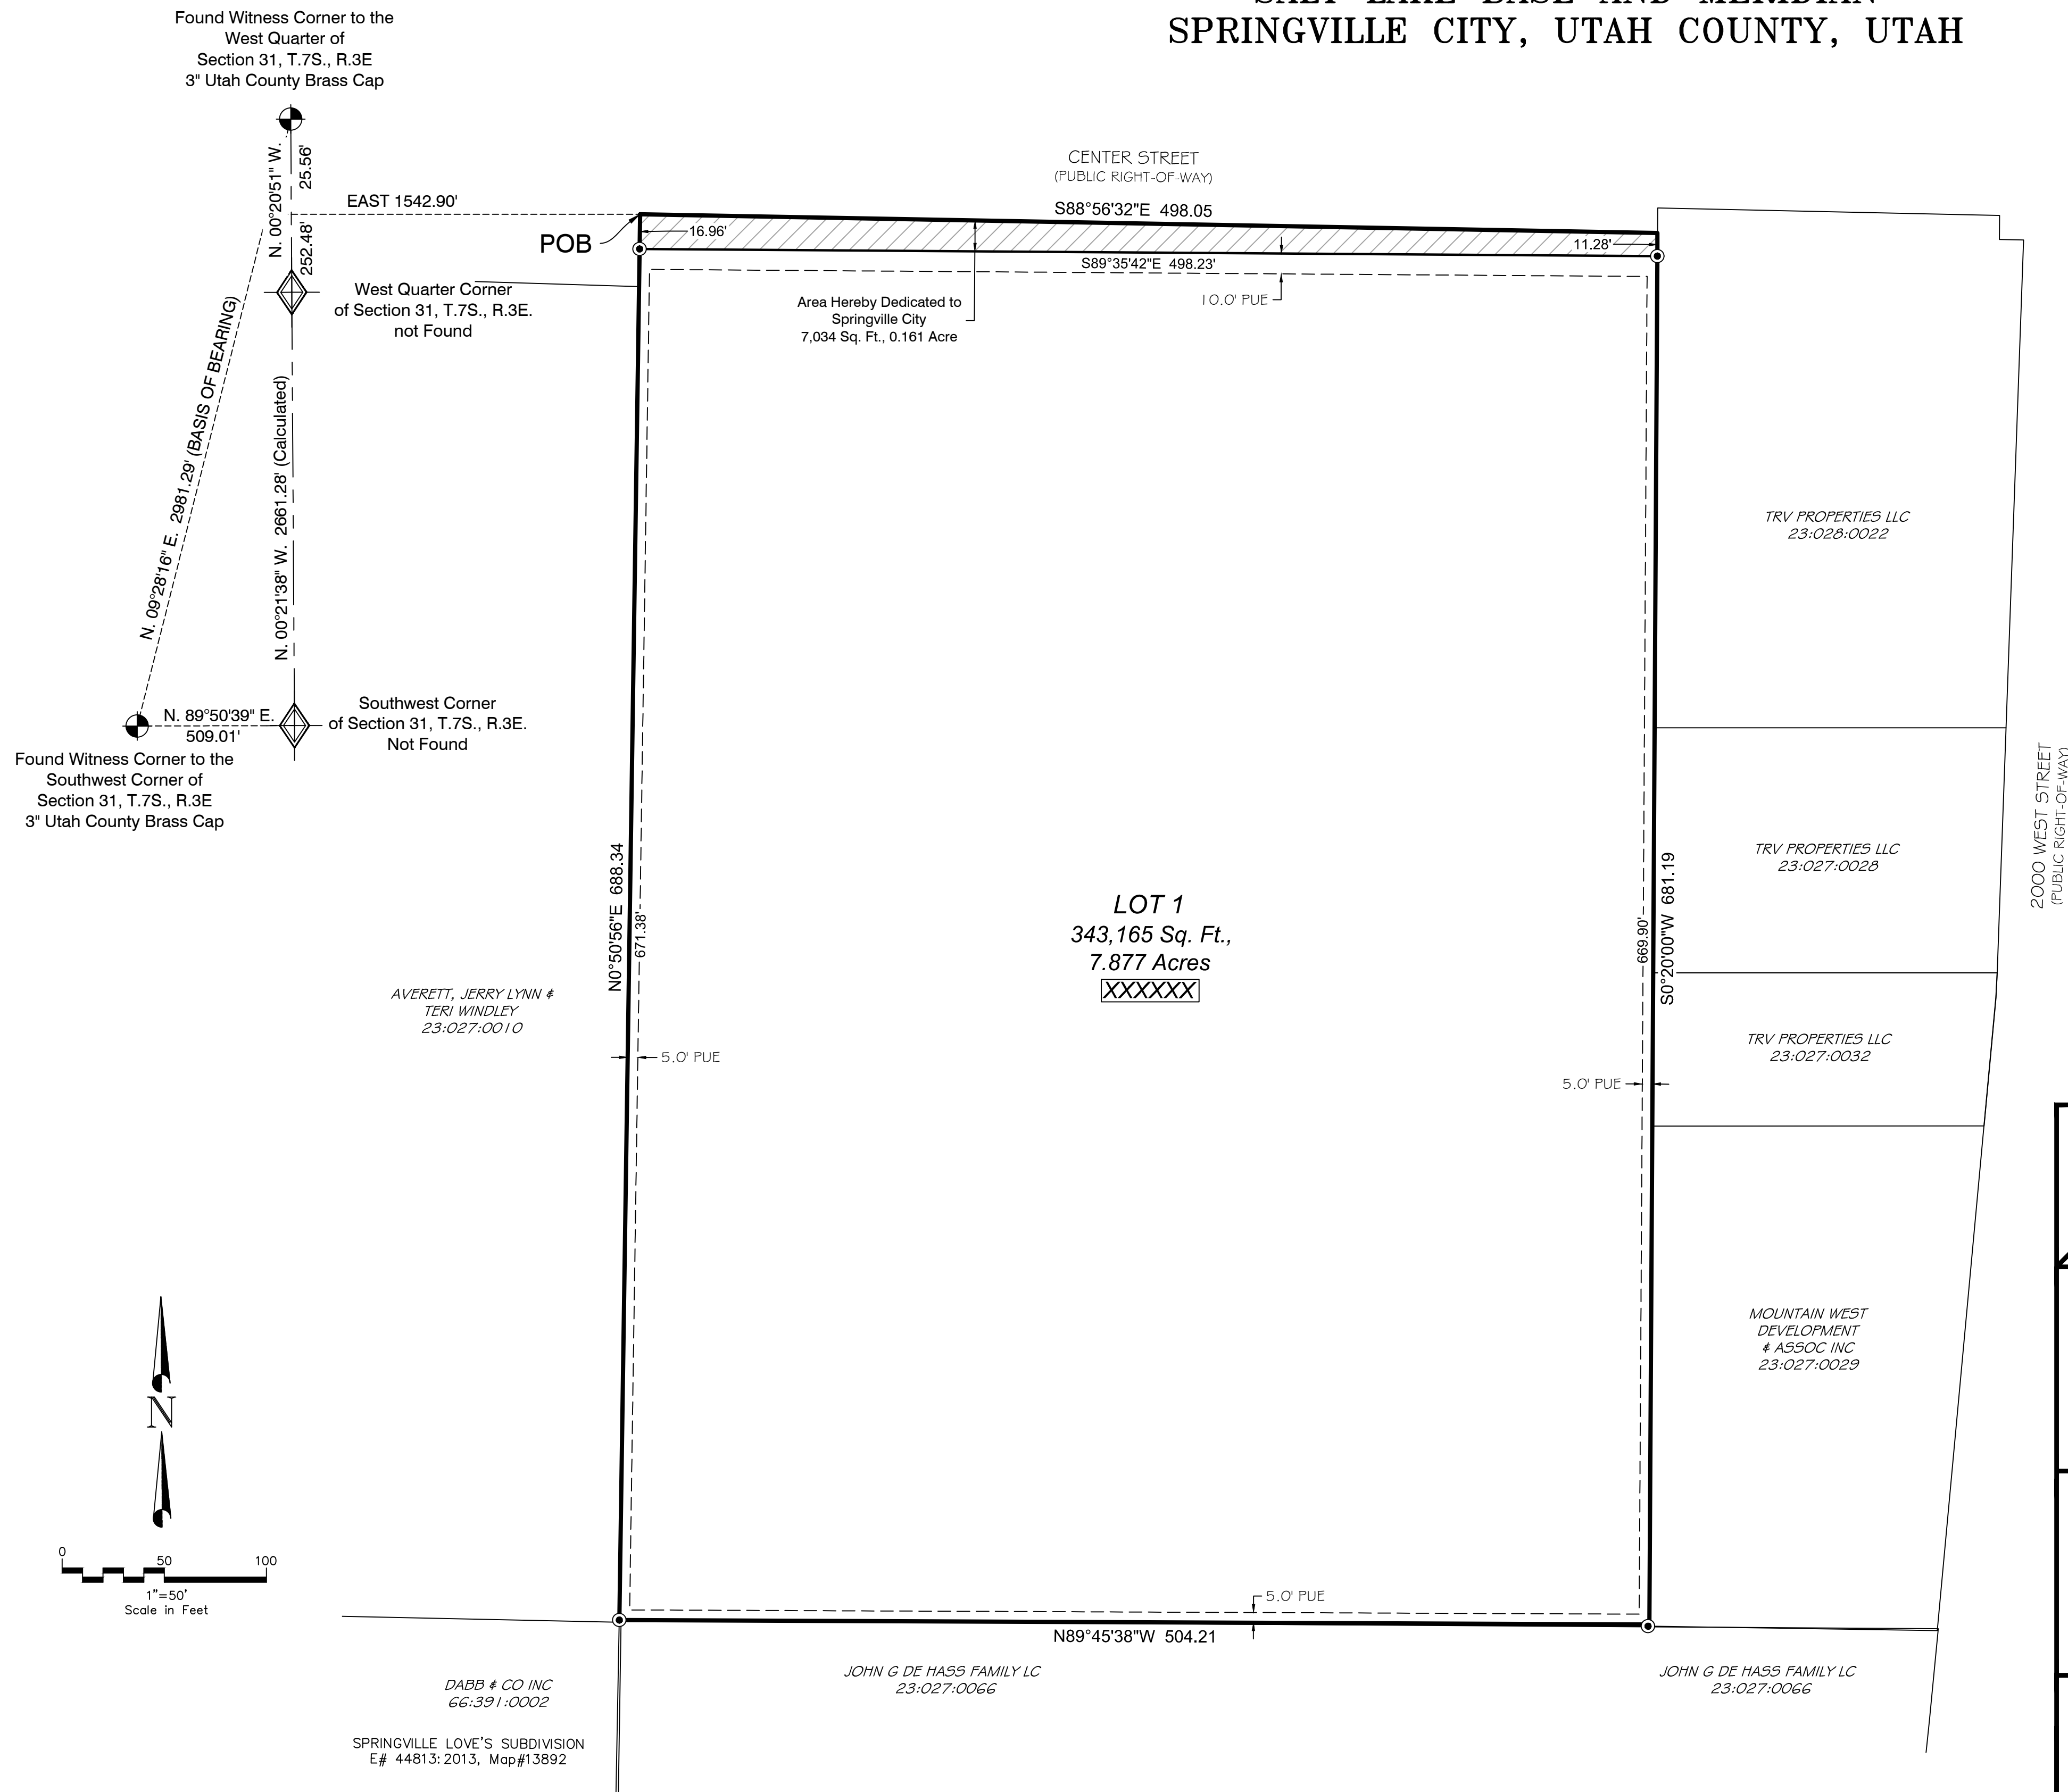 SALT LAKE BASE AND MERIDIAN
SPRINGVILLE CITY, UTAH COUNTY, UTAH
Found Witness Corner to the
West Quarter of
Section 31, T.7S., R.3E
3" Utah County Brass Cap
N. 00°20'51" W.
25.56'
252.48'
EAST 1542.90'
POB
CENTER STREET
(PUBLIC RIGHT-OF-WAY)
S88°56'32"E 498.05
16.96'
11.28'
S89°35'42"E 498.23'
10.0' PUE
Area Hereby Dedicated to
Springville City
7,034 Sq. Ft., 0.161 Acre
West Quarter Corner
of Section 31, T.7S., R.3E.
not Found
N. 09°28'16" E. 2981.29' (BASIS OF BEARING)
N. 00°21'38" W. 2661.28' (Calculated)
N. 89°50'39" E.
509.01'
Southwest Corner
of Section 31, T.7S., R.3E.
Not Found
Found Witness Corner to the
Southwest Corner of
Section 31, T.7S., R.3E
3" Utah County Brass Cap
TRV PROPERTIES LLC
23:028:0022
TRV PROPERTIES LLC
23:027:0028
2000 WEST STREET
(PUBLIC RIGHT-OF-WAY)
N0°50'56"E 688.34
671.38'
LOT 1
343,165 Sq. Ft.,
7.877 Acres
XXXXXX
669.90'
S0°20'00"W 681.19
AVERETT, JERRY LYNN &
TERI WINDLEY
23:027:0010
TRV PROPERTIES LLC
23:027:0032
5.0' PUE
5.0' PUE
MOUNTAIN WEST
DEVELOPMENT
& ASSOC INC
23:027:0029
N
0 50 100
1"=50'
Scale in Feet
5.0' PUE
N89°45'38"W 504.21
DABB & CO INC
66:391:0002
JOHN G DE HASS FAMILY LC
23:027:0066
JOHN G DE HASS FAMILY LC
23:027:0066
SPRINGVILLE LOVE'S SUBDIVISION
E# 44813:2013, Map#13892